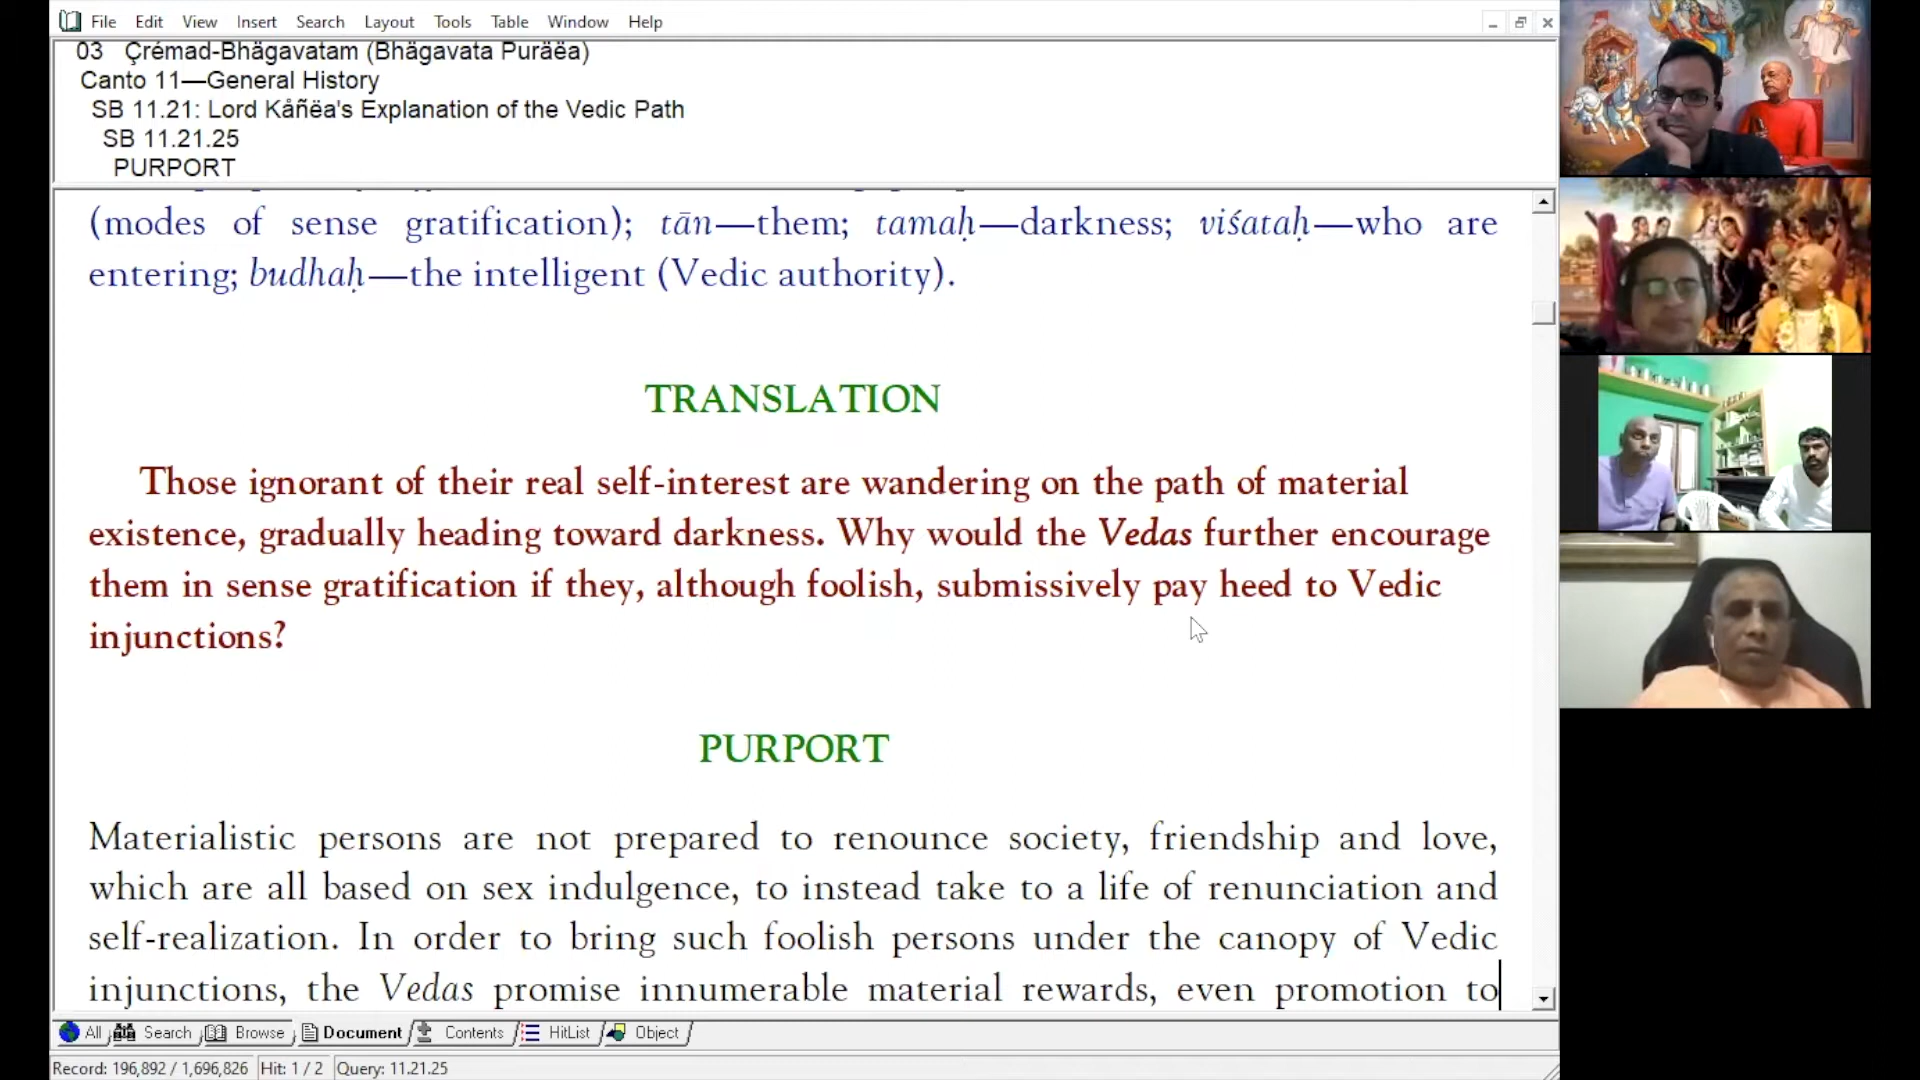 File Edit View Insert Search Layout Tools Table Window Help
03 Çrémad-Bhägavatam (Bhägavata Puräëa)
Canto 11—General History
SB 11.21: Lord Kåñëa's Explanation of the Vedic Path
SB 11.21.25
PURPORT
(modes of sense gratification); tān—them; tamaḥ—darkness; viśataḥ—who are
entering; budhaḥ—the intelligent (Vedic authority).
TRANSLATION
Those ignorant of their real self-interest are wandering on the path of material
existence, gradually heading toward darkness. Why would the Vedas further encourage
them in sense gratification if they, although foolish, submissively pay heed to Vedic
injunctions?
PURPORT
Materialistic persons are not prepared to renounce society, friendship and love,
which are all based on sex indulgence, to instead take to a life of renunciation and
self-realization. In order to bring such foolish persons under the canopy of Vedic
injunctions, the Vedas promise innumerable material rewards, even promotion to
All Search Browse Document Contents HitList Object
Record: 196,892 / 1,696,826 Hit: 1 / 2 Query: 11.21.25